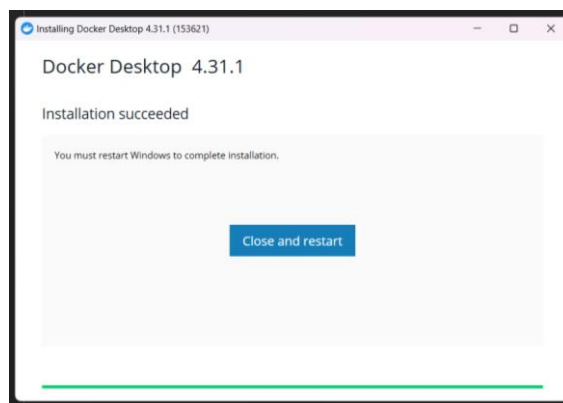 Installing Docker Desktop 4.31.1 (153621)
Docker Desktop 4.31.1
Installation succeeded
You must restart Windows to complete installation.
Close and restart